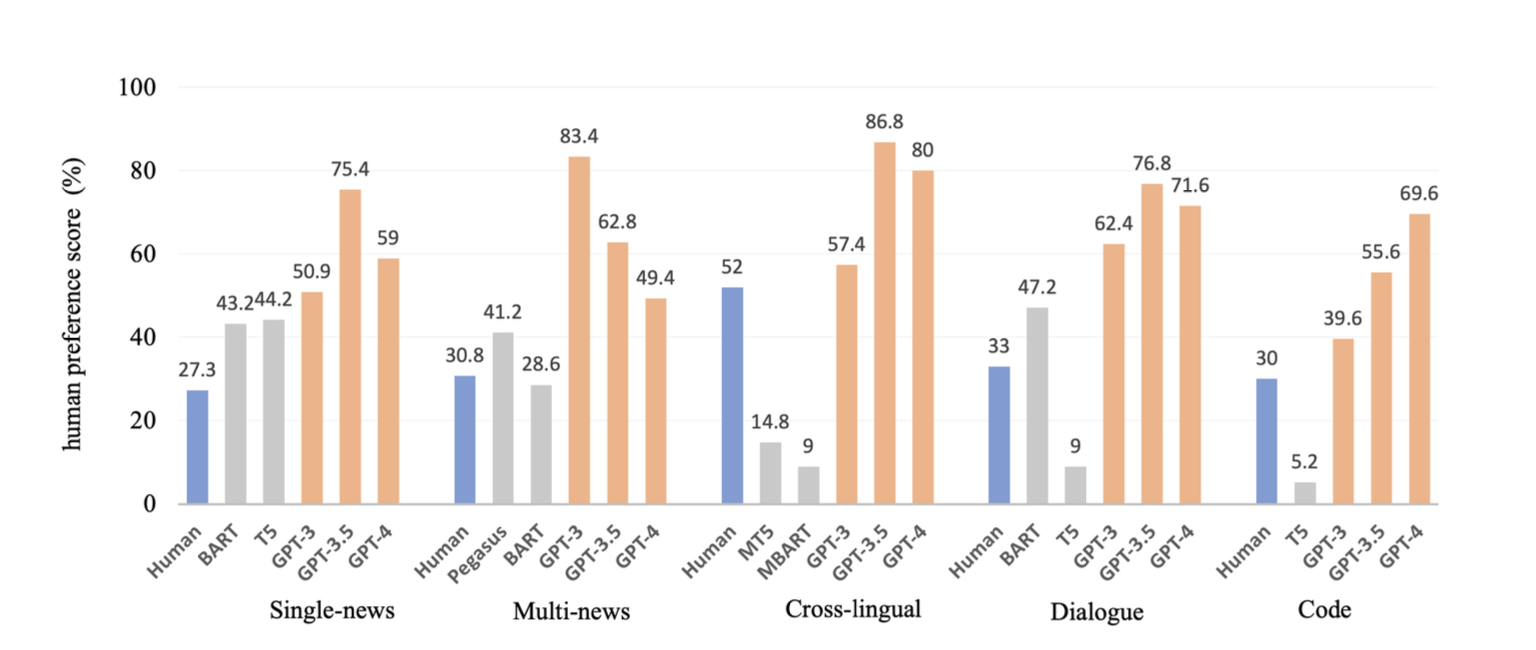 human preference score (%)
100
80
60
40
20
0
27.3
43.2
44.2
50.9
75.4
59
30.8
41.2
28.6
83.4
62.8
49.4
52
14.8
9
57.4
86.8
80
33
47.2
9
62.4
76.8
71.6
30
5.2
39.6
55.6
69.6
Human
BART
T5
GPT-3
GPT-3.5
GPT-4
Human
Pegasus
BART
GPT-3
GPT-3.5
GPT-4
Human
MT5
MBART
GPT-3
GPT-3.5
GPT-4
Human
BART
T5
GPT-3
GPT-3.5
GPT-4
Human
T5
GPT-3
GPT-3.5
GPT-4
Single-news
Multi-news
Cross-lingual
Dialogue
Code